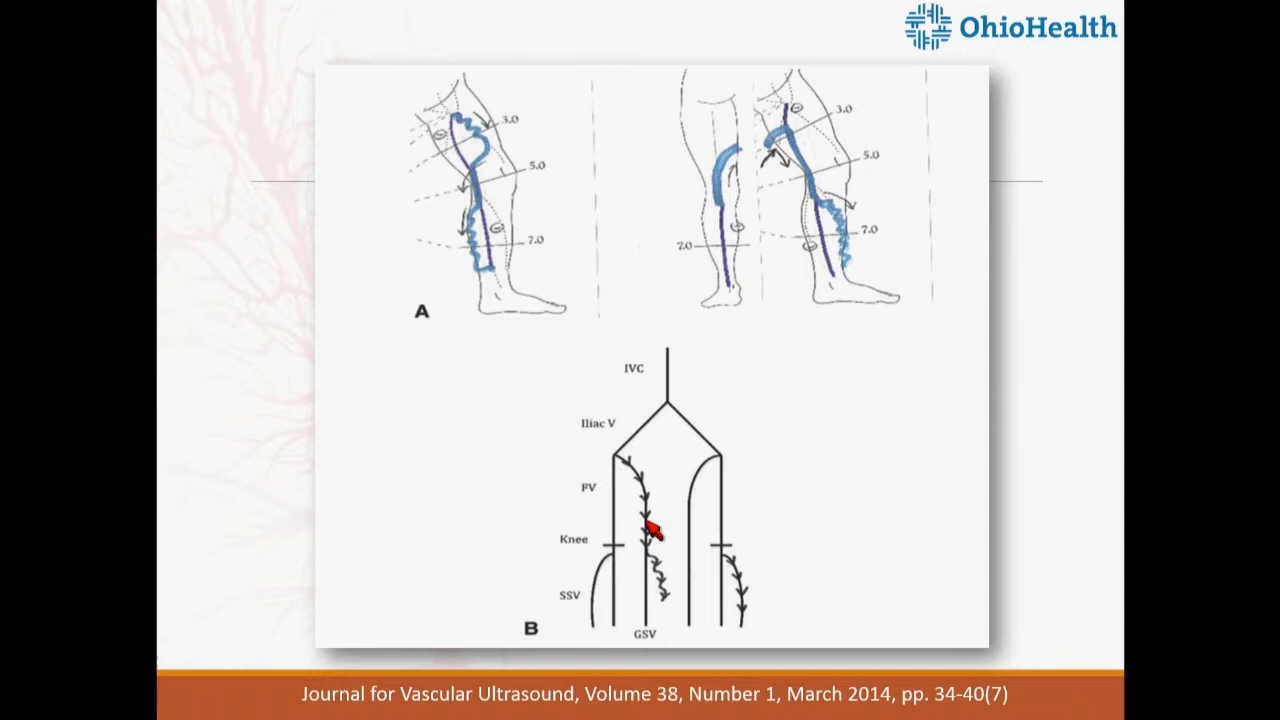 OhioHealth
3.0
5.0
7.0
A
7.0
3.0
5.0
7.0
IVC
Iliac V
FV
Knee
SSV
GSV
B
Journal for Vascular Ultrasound, Volume 38, Number 1, March 2014, pp. 34-40(7)